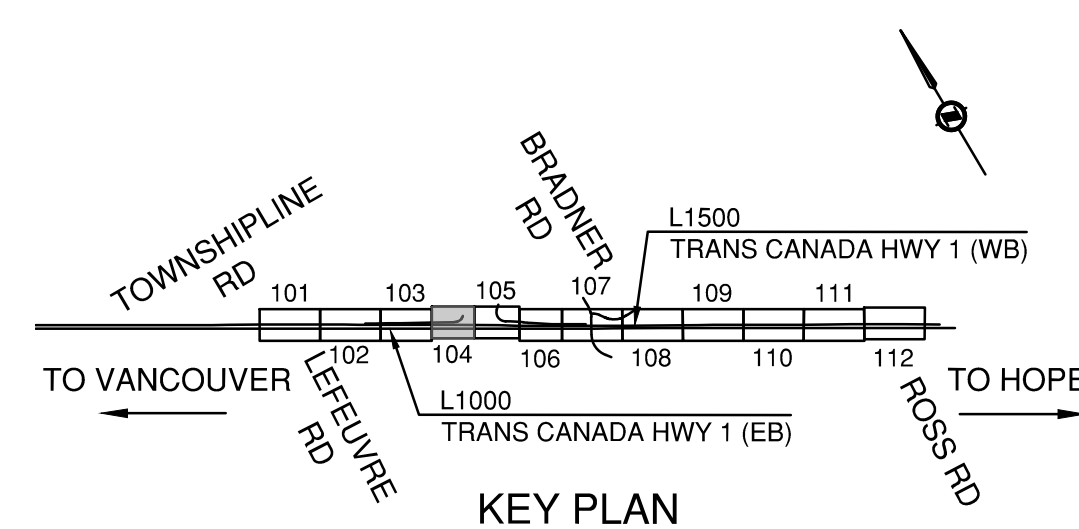 BRADNER
RD
TOWNSHIPLINE
RD
L1500
TRANS CANADA HWY 1 (WB)
101
103
105
107
109
111
102
104
106
108
110
112
TO VANCOUVER
LEFEUVRE
RD
L1000
TRANS CANADA HWY 1 (EB)
ROSS RD
TO HOPE
KEY PLAN